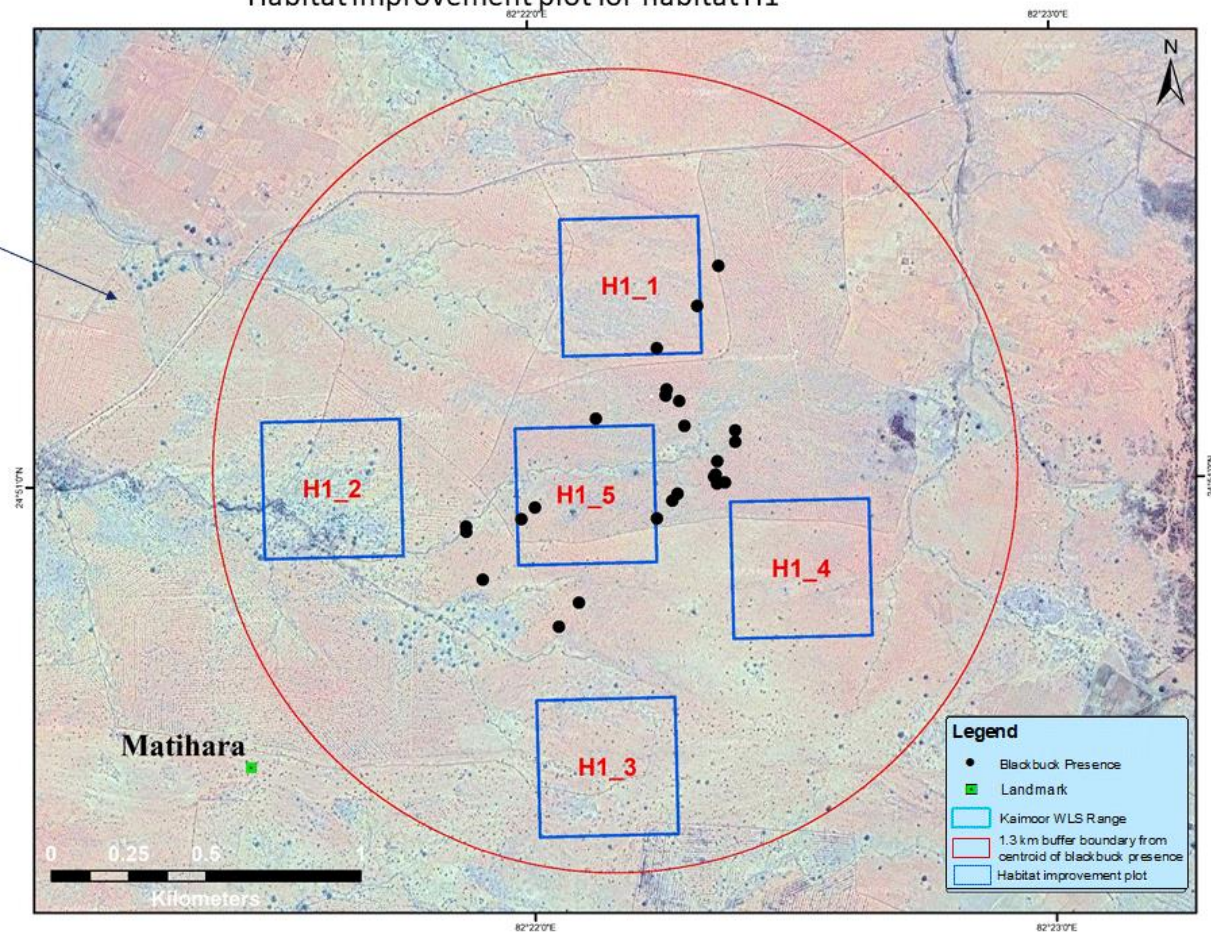 Habitat improvement plot for habitat H1
82°22'0"E 82°23'0"E
N
H1_1
H1_2
H1_5
H1_4
H1_3
24°51'0"N
Matihara
0 0.25 0.5 1
Kilometers
Legend
Blackbuck Presence
Landmark
Kaimoor WLS Range
1.3 km buffer boundary from
centroid of blackbuck presence
Habitat improvement plot
82°22'0"E 82°23'0"E